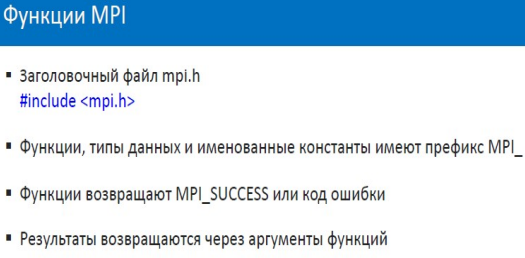 Функции MPI
▪ Заголовочный файл mpi.h
#include <mpi.h>
▪ Функции, типы данных и именованные константы имеют префикс MPI_
▪ Функции возвращают MPI_SUCCESS или код ошибки
▪ Результаты возвращаются через аргументы функций